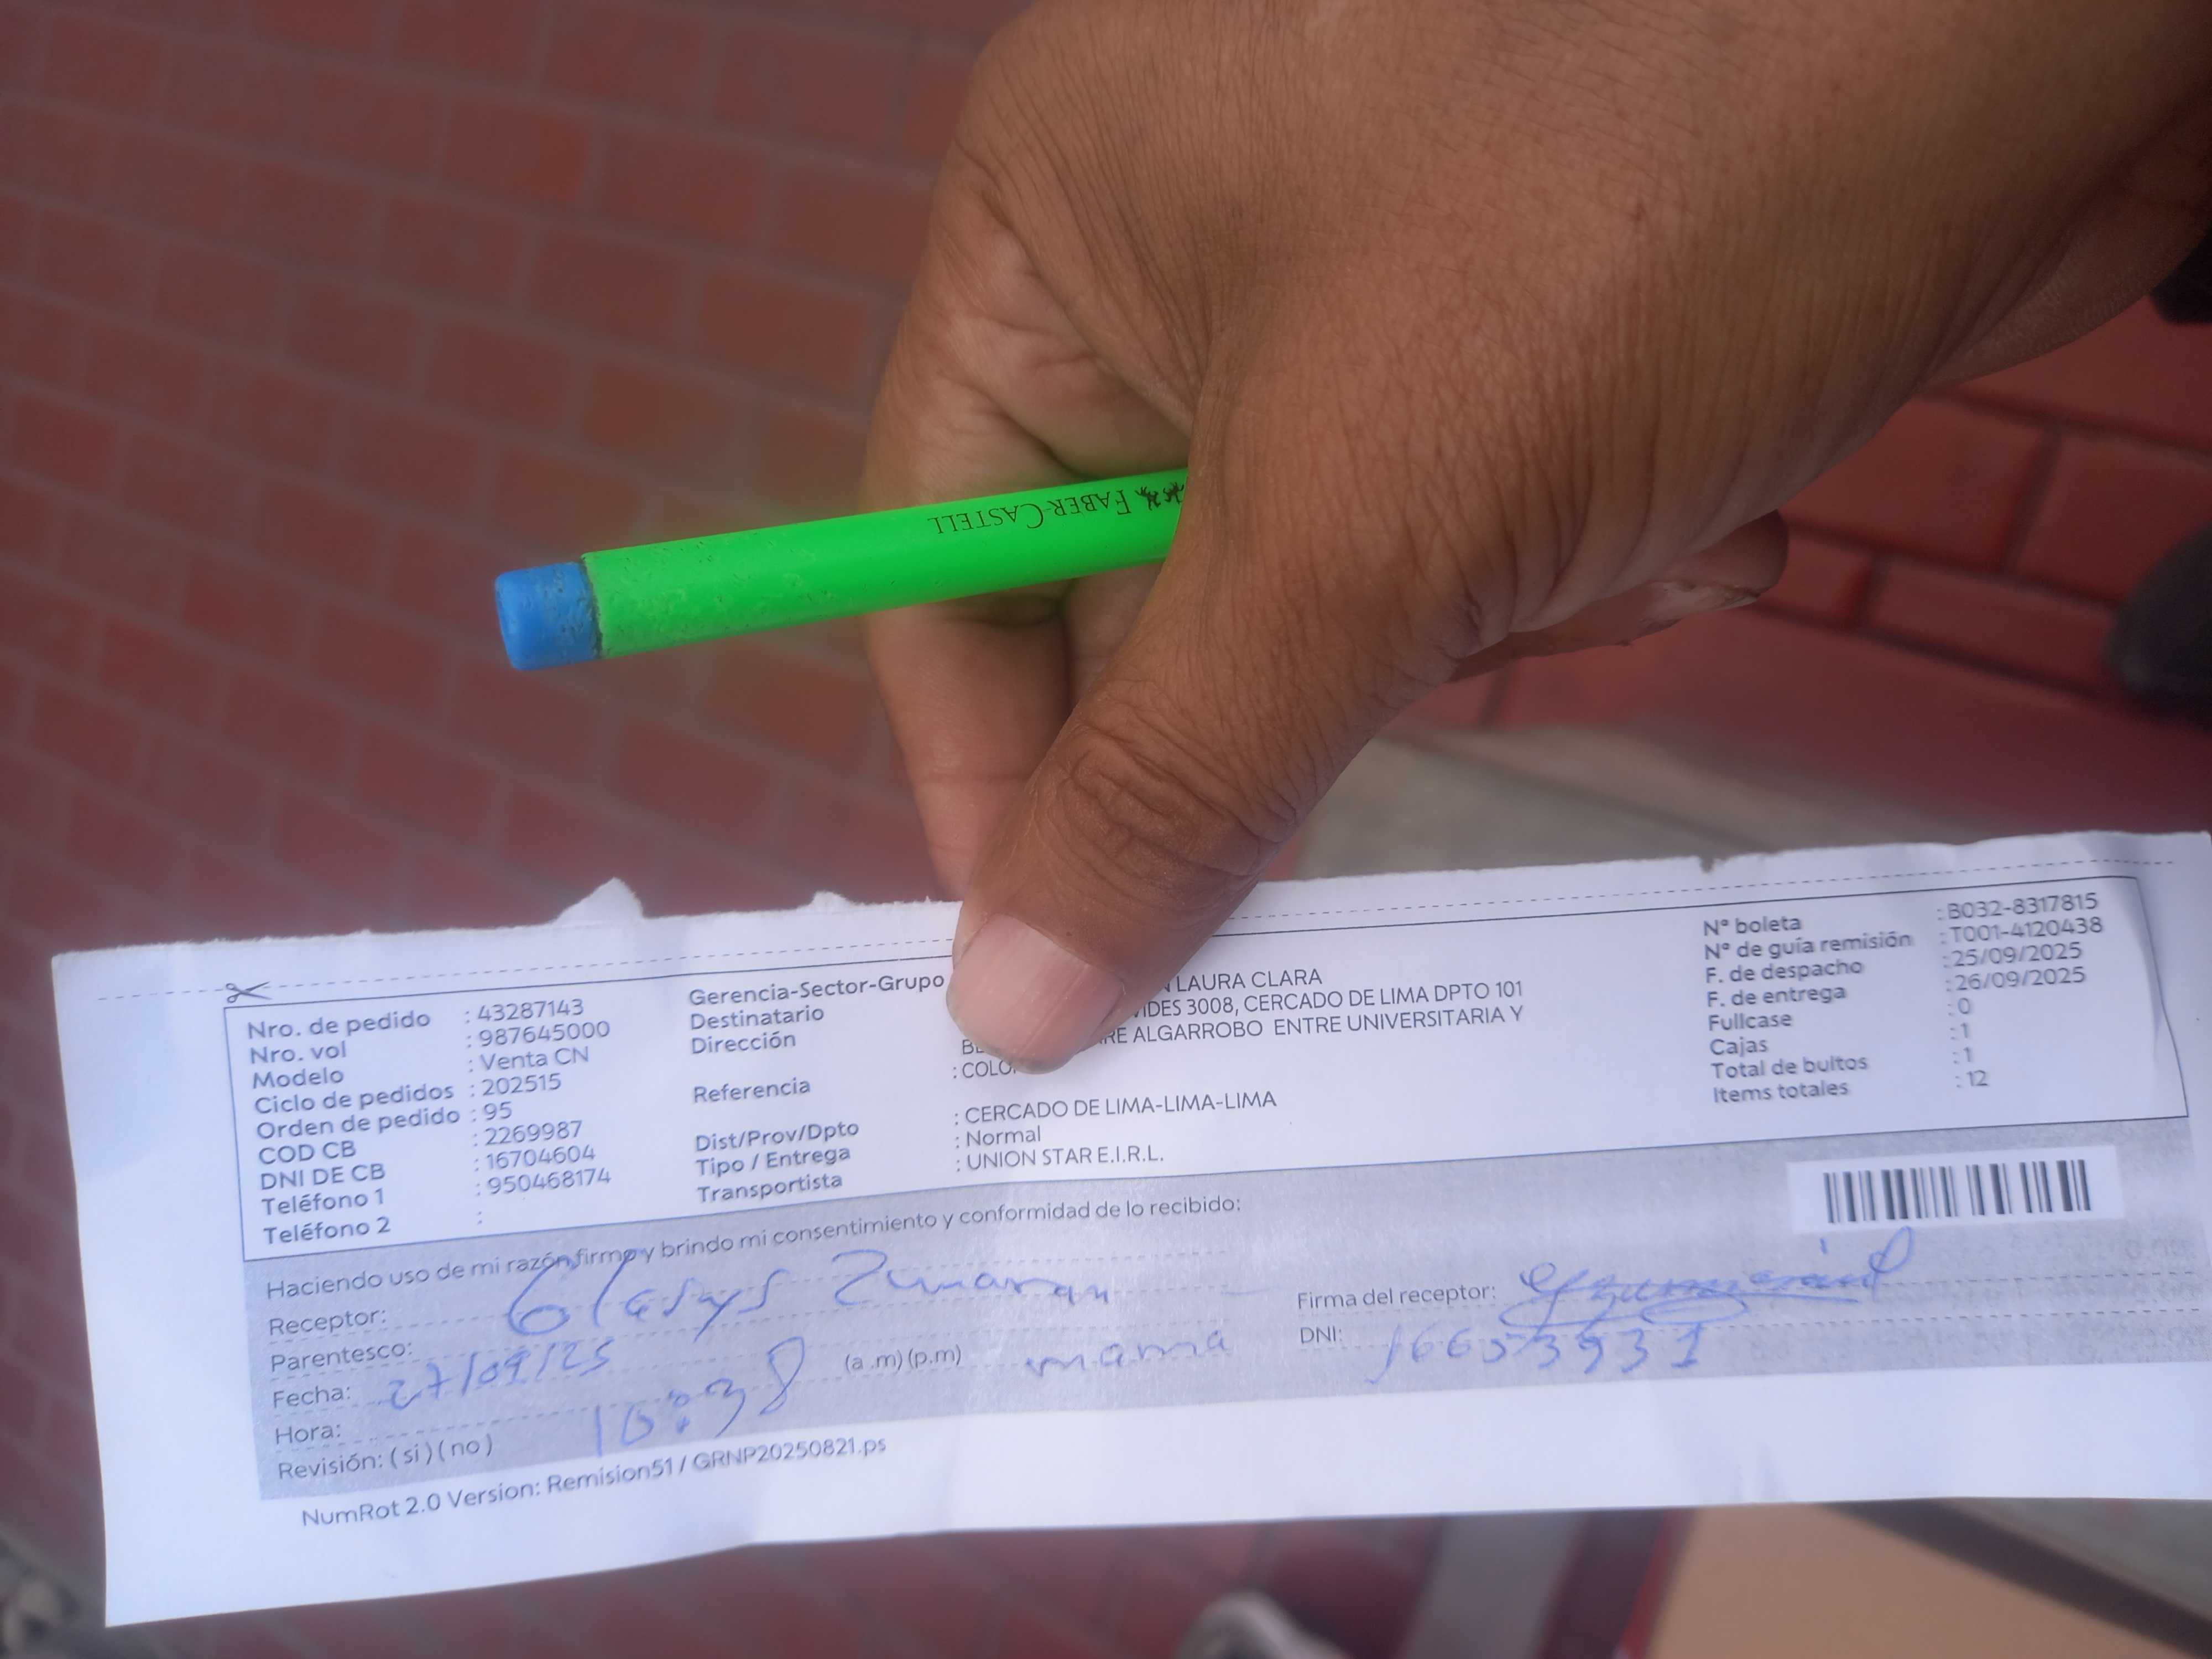 FABER-CASTELL
Nro. de pedido : 43287143
Nro. vol : 987645000
Modelo : Venta CN
Ciclo de pedidos : 202515
Orden de pedido : 95
COD CB : 2269987
DNI DE CB : 16704604
Teléfono 1 : 950468174
Teléfono 2 :
Gerencia-Sector-Grupo
Destinatario LAURA CLARA
Dirección 3008, CERCADO DE LIMA DPTO 101
ALGARROBO ENTRE UNIVERSITARIA Y
Referencia
Dist/Prov/Dpto : CERCADO DE LIMA-LIMA-LIMA
Tipo / Entrega : Normal
Transportista : UNION STAR E.I.R.L.
Nº boleta : B032-8317815
Nº de guía remisión : T001-4120438
F. de despacho : 25/09/2025
F. de entrega : 26/09/2025
Fullcase : 0
Cajas : 1
Total de bultos : 1
Items totales : 12
Haciendo uso de mi razón firmo y brindo mi consentimiento y conformidad de lo recibido:
Receptor: Zumaran
Parentesco: mama
Fecha: 27/09/25
Hora: 10:38 (a.m) (p.m)
Revisión: ( si ) ( no )
Firma del receptor:
DNI: 16653931
NumRot 2.0 Version: Remision51 / GRNP20250821.ps